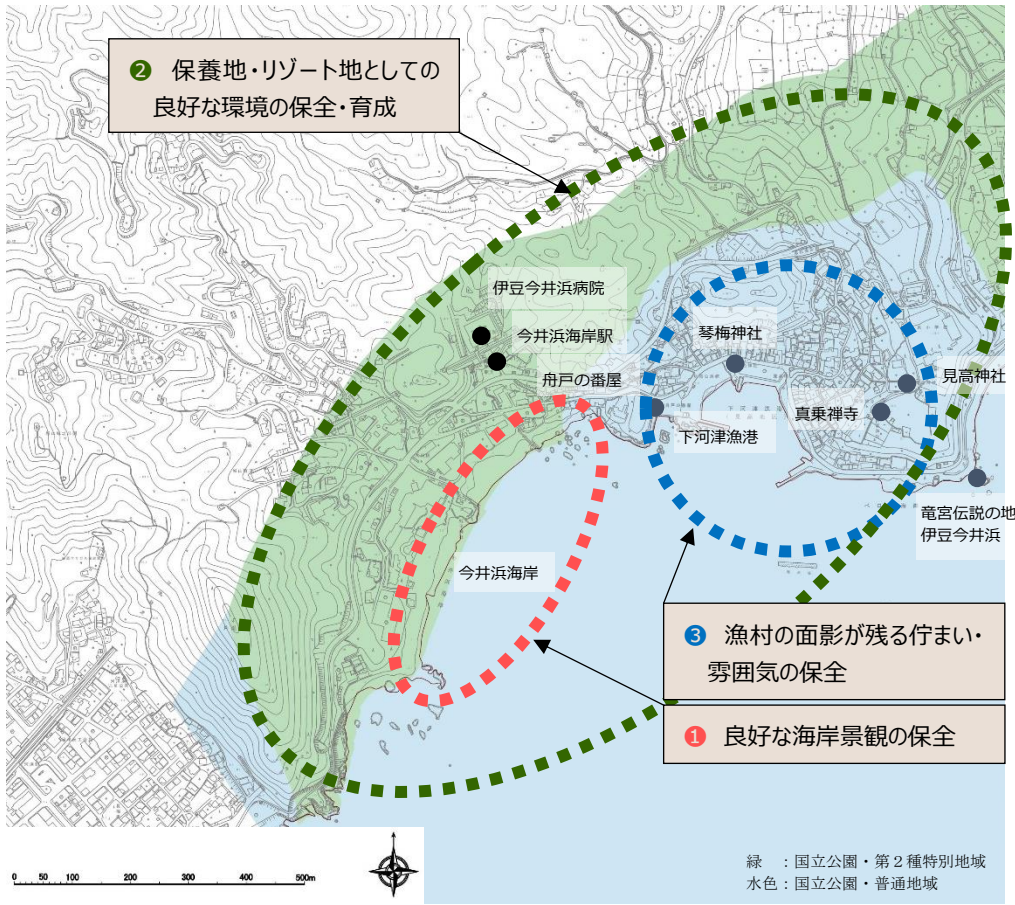 ❷ 保養地・リゾート地としての
良好な環境の保全・育成
伊豆今井浜病院
今井浜海岸駅
舟戸の番屋
琴梅神社
見高神社
真乗禅寺
下河津漁港
竜宮伝説の地
伊豆今井浜
今井浜海岸
❸ 漁村の面影が残る佇まい・
雰囲気の保全
❶ 良好な海岸景観の保全
0 50 100 200 300 400 500m
緑 :国立公園・第2種特別地域
水色:国立公園・普通地域